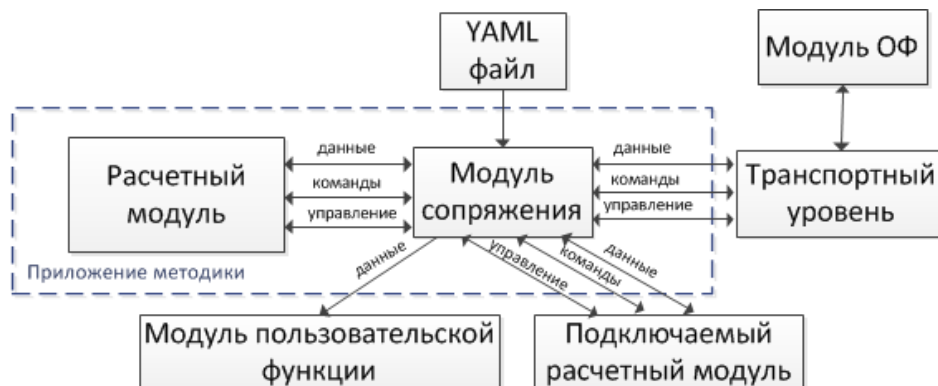 YAML
файл
Модуль ОФ
Расчетный
модуль
данные
команды
управление
Модуль
сопряжения
данные
команды
управление
Транспортный
уровень
Приложение методики
данные
управление
команды
данные
Модуль пользовательской
функции
Подключаемый
расчетный модуль